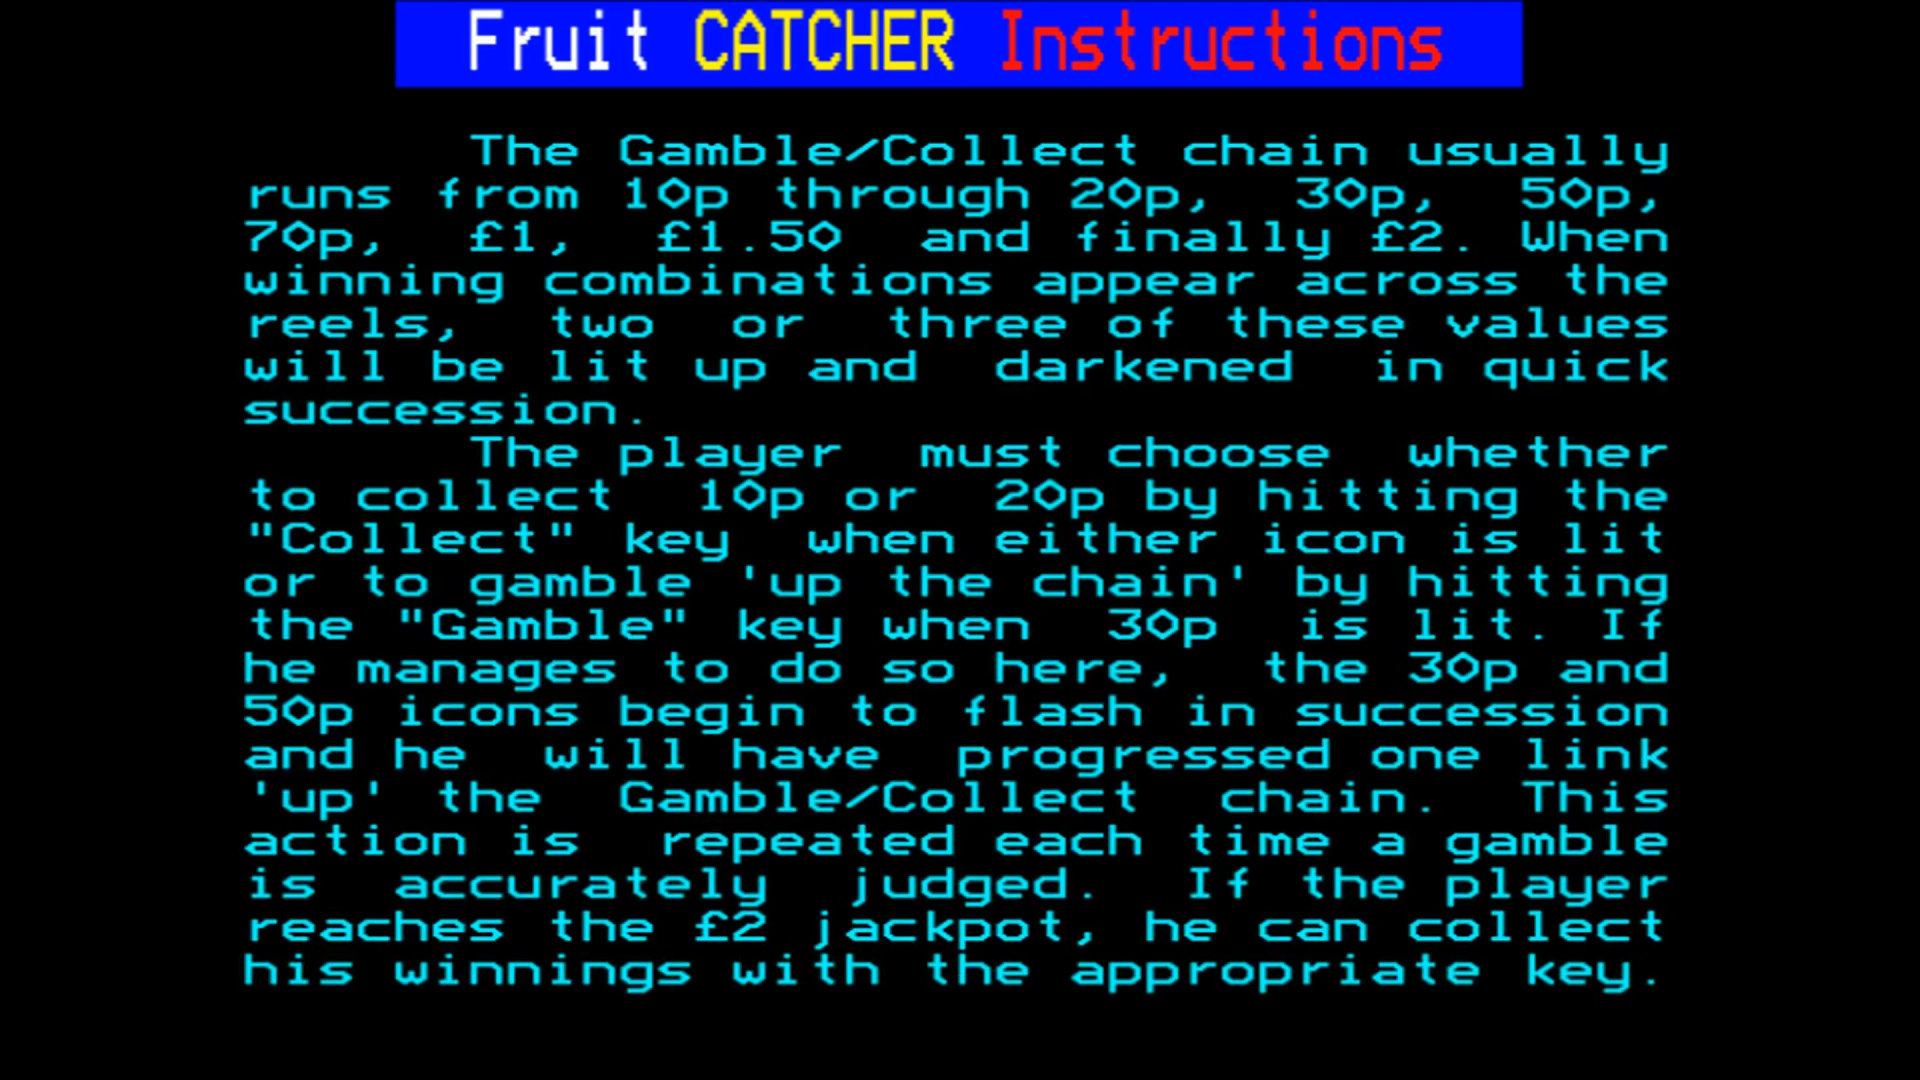 Fruit CATCHER Instructions
The Gamble/Collect chain usually
runs from 10p through 20p, 30p, 50p,
70p, £1, £1.50 and finally £2. When
winning combinations appear across the
reels, two or three of these values
will be lit up and darkened in quick
succession.
The player must choose whether
to collect 10p or 20p by hitting the
"Collect" key when either icon is lit
or to gamble 'up the chain' by hitting
the "Gamble" key when 30p is lit. If
he manages to do so here, the 30p and
50p icons begin to flash in succession
and he will have progressed one link
'up' the Gamble/Collect chain. This
action is repeated each time a gamble
is accurately judged. If the player
reaches the £2 jackpot, he can collect
his winnings with the appropriate key.